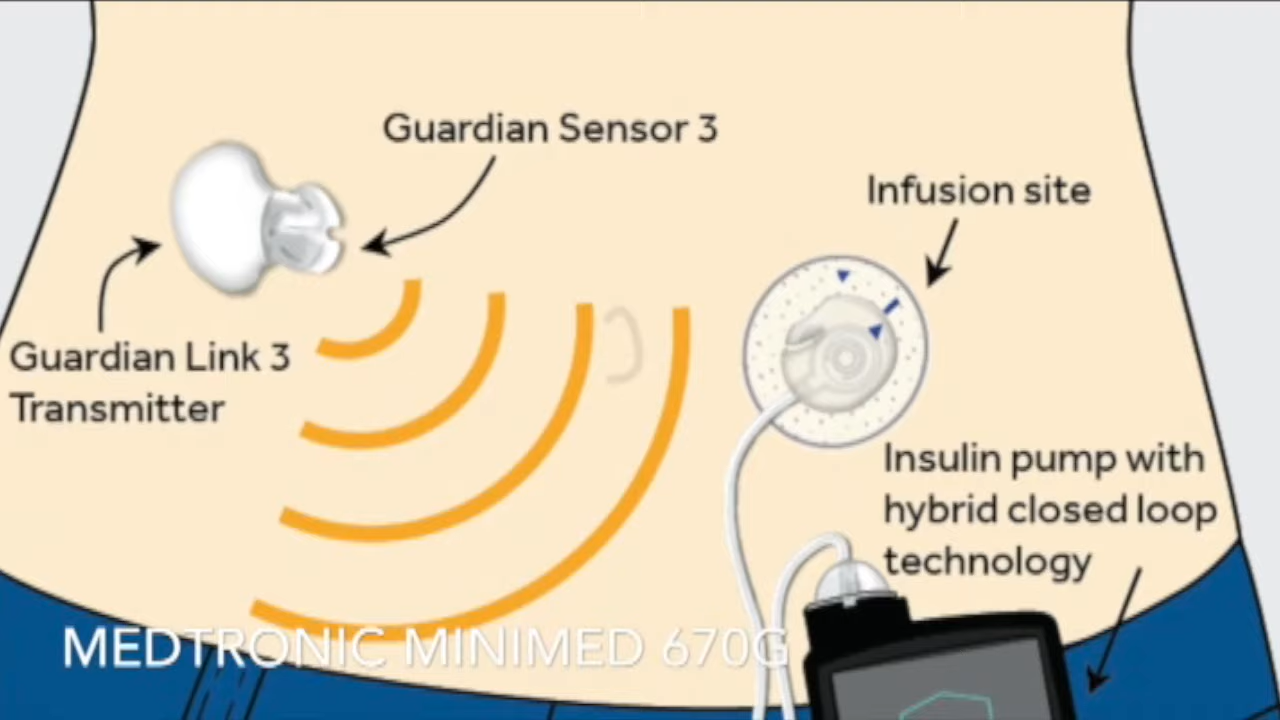 Guardian Sensor 3
Infusion site
Guardian Link 3
Transmitter
Insulin pump with
hybrid closed loop
technology
MEDTRONIC MINIMED 670G